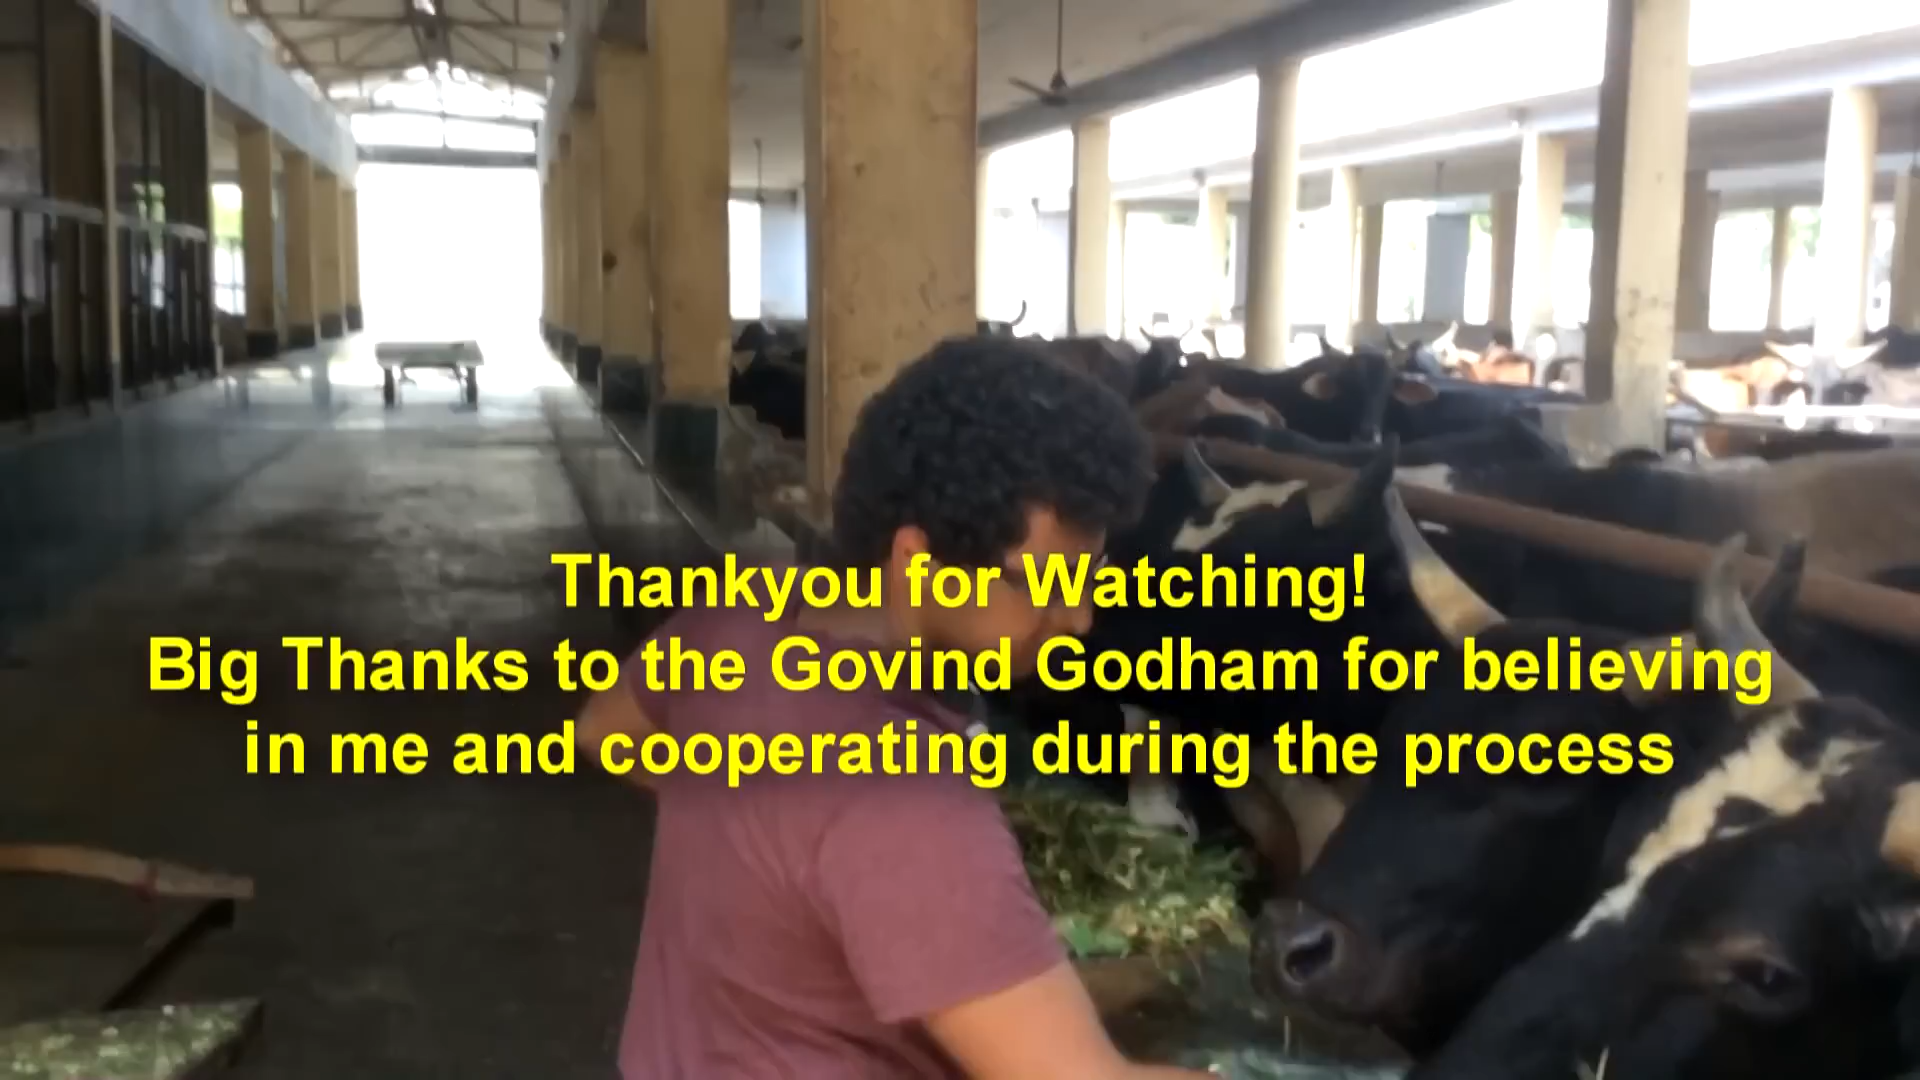 Thankyou for Watching!
Big Thanks to the Govind Godham for believing
in me and cooperating during the process